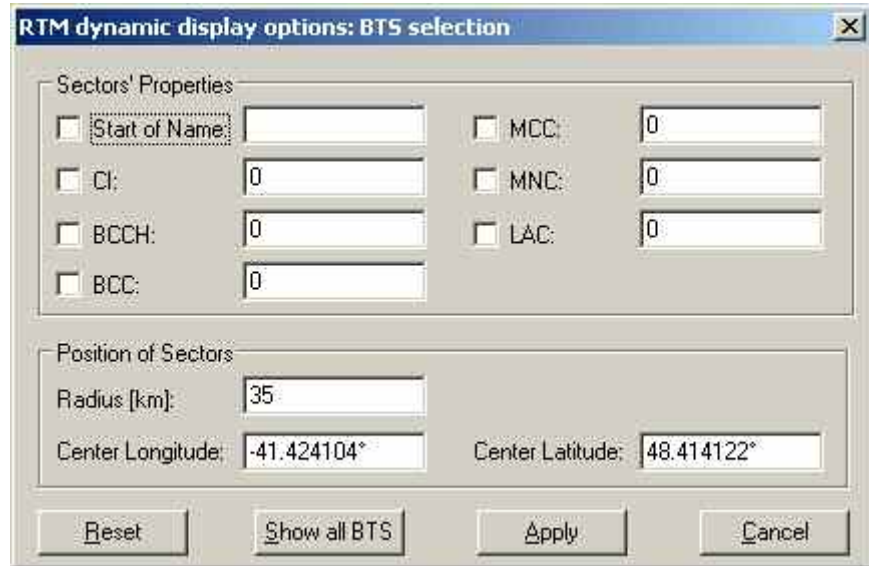 RTM dynamic display options: BTS selection
Sectors' Properties
Start of Name: MCC: 0
CI: 0 MNC: 0
BCCH: 0 LAC: 0
BCC: 0
Position of Sectors
Radius [km]: 35
Center Longitude: -41.424104° Center Latitude: 48.414122°
Reset Show all BTS Apply Cancel